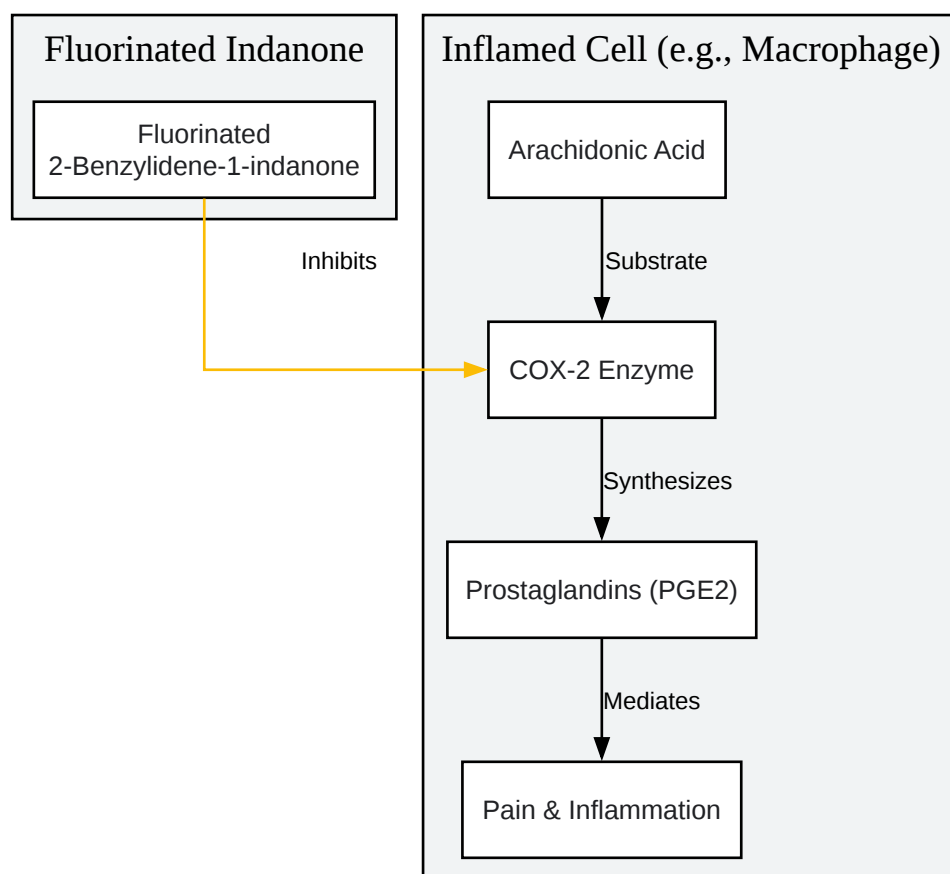 Fluorinated Indanone
Fluorinated
2-Benzylidene-1-indanone
Inhibits
Inflamed Cell (e.g., Macrophage)
Arachidonic Acid
Substrate
COX-2 Enzyme
Synthesizes
Prostaglandins (PGE2)
Mediates
Pain & Inflammation